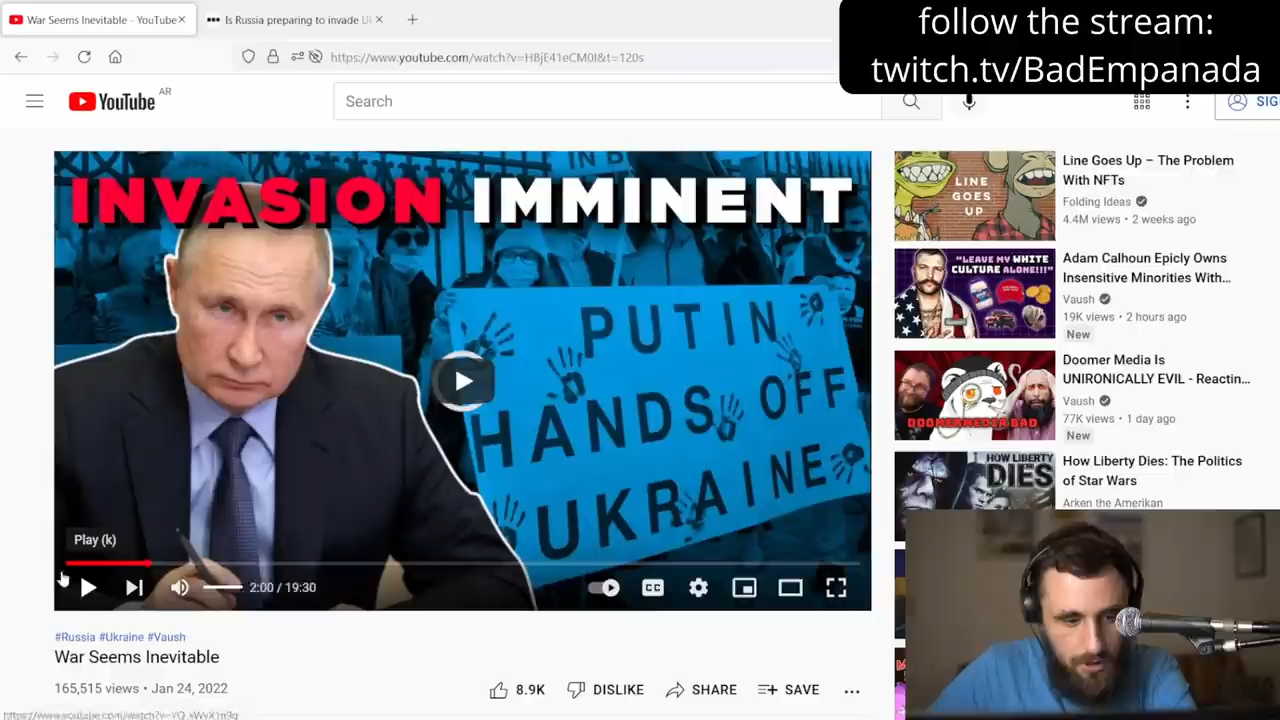 War Seems Inevitable - YouTube
Is Russia preparing to invade U
follow the stream:
twitch.tv/BadEmpanada
https://www.youtube.com/watch?v=HBjE41eCM0I&t=120s
YouTube AR
Search
SIG
IN D
INVASION IMMINENT
PUTIN
HANDS OFF
UKRAINE
Play (k)
2:00 / 19:30
CC
#Russia #Ukraine #Vaush
War Seems Inevitable
165,515 views • Jan 24, 2022
8.9K
DISLIKE
SHARE
SAVE
LINE
GOES
UP
Line Goes Up – The Problem
With NFTs
Folding Ideas
4.4M views • 2 weeks ago
"LEAVE MY WHITE
CULTURE ALONE!!!"
Adam Calhoun Epicly Owns
Insensitive Minorities With...
Vaush
19K views • 2 hours ago
New
DOOMERMEDIA BAD
Doomer Media Is
UNIRONICALLY EVIL - Reactin...
Vaush
77K views • 1 day ago
New
HOW LIBERTY
DIES
How Liberty Dies: The Politics
of Star Wars
Arken the Amerikan